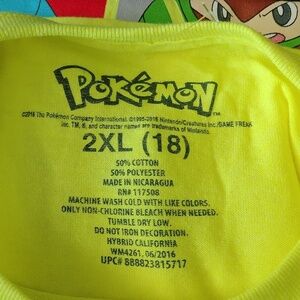 POKéMON
©2016 The Pokémon Company International. ©1995-2016 Nintendo/Creatures Inc./GAME FREAK
inc. TM, ®, and character names are trademarks of Nintendo.
2XL (18)
50% COTTON
50% POLYESTER
MADE IN NICARAGUA
RN# 117508
MACHINE WASH COLD WITH LIKE COLORS.
ONLY NON-CHLORINE BLEACH WHEN NEEDED.
TUMBLE DRY LOW.
DO NOT IRON DECORATION.
HYBRID CALIFORNIA
WM4261, 06/2016
UPC# 888823815717